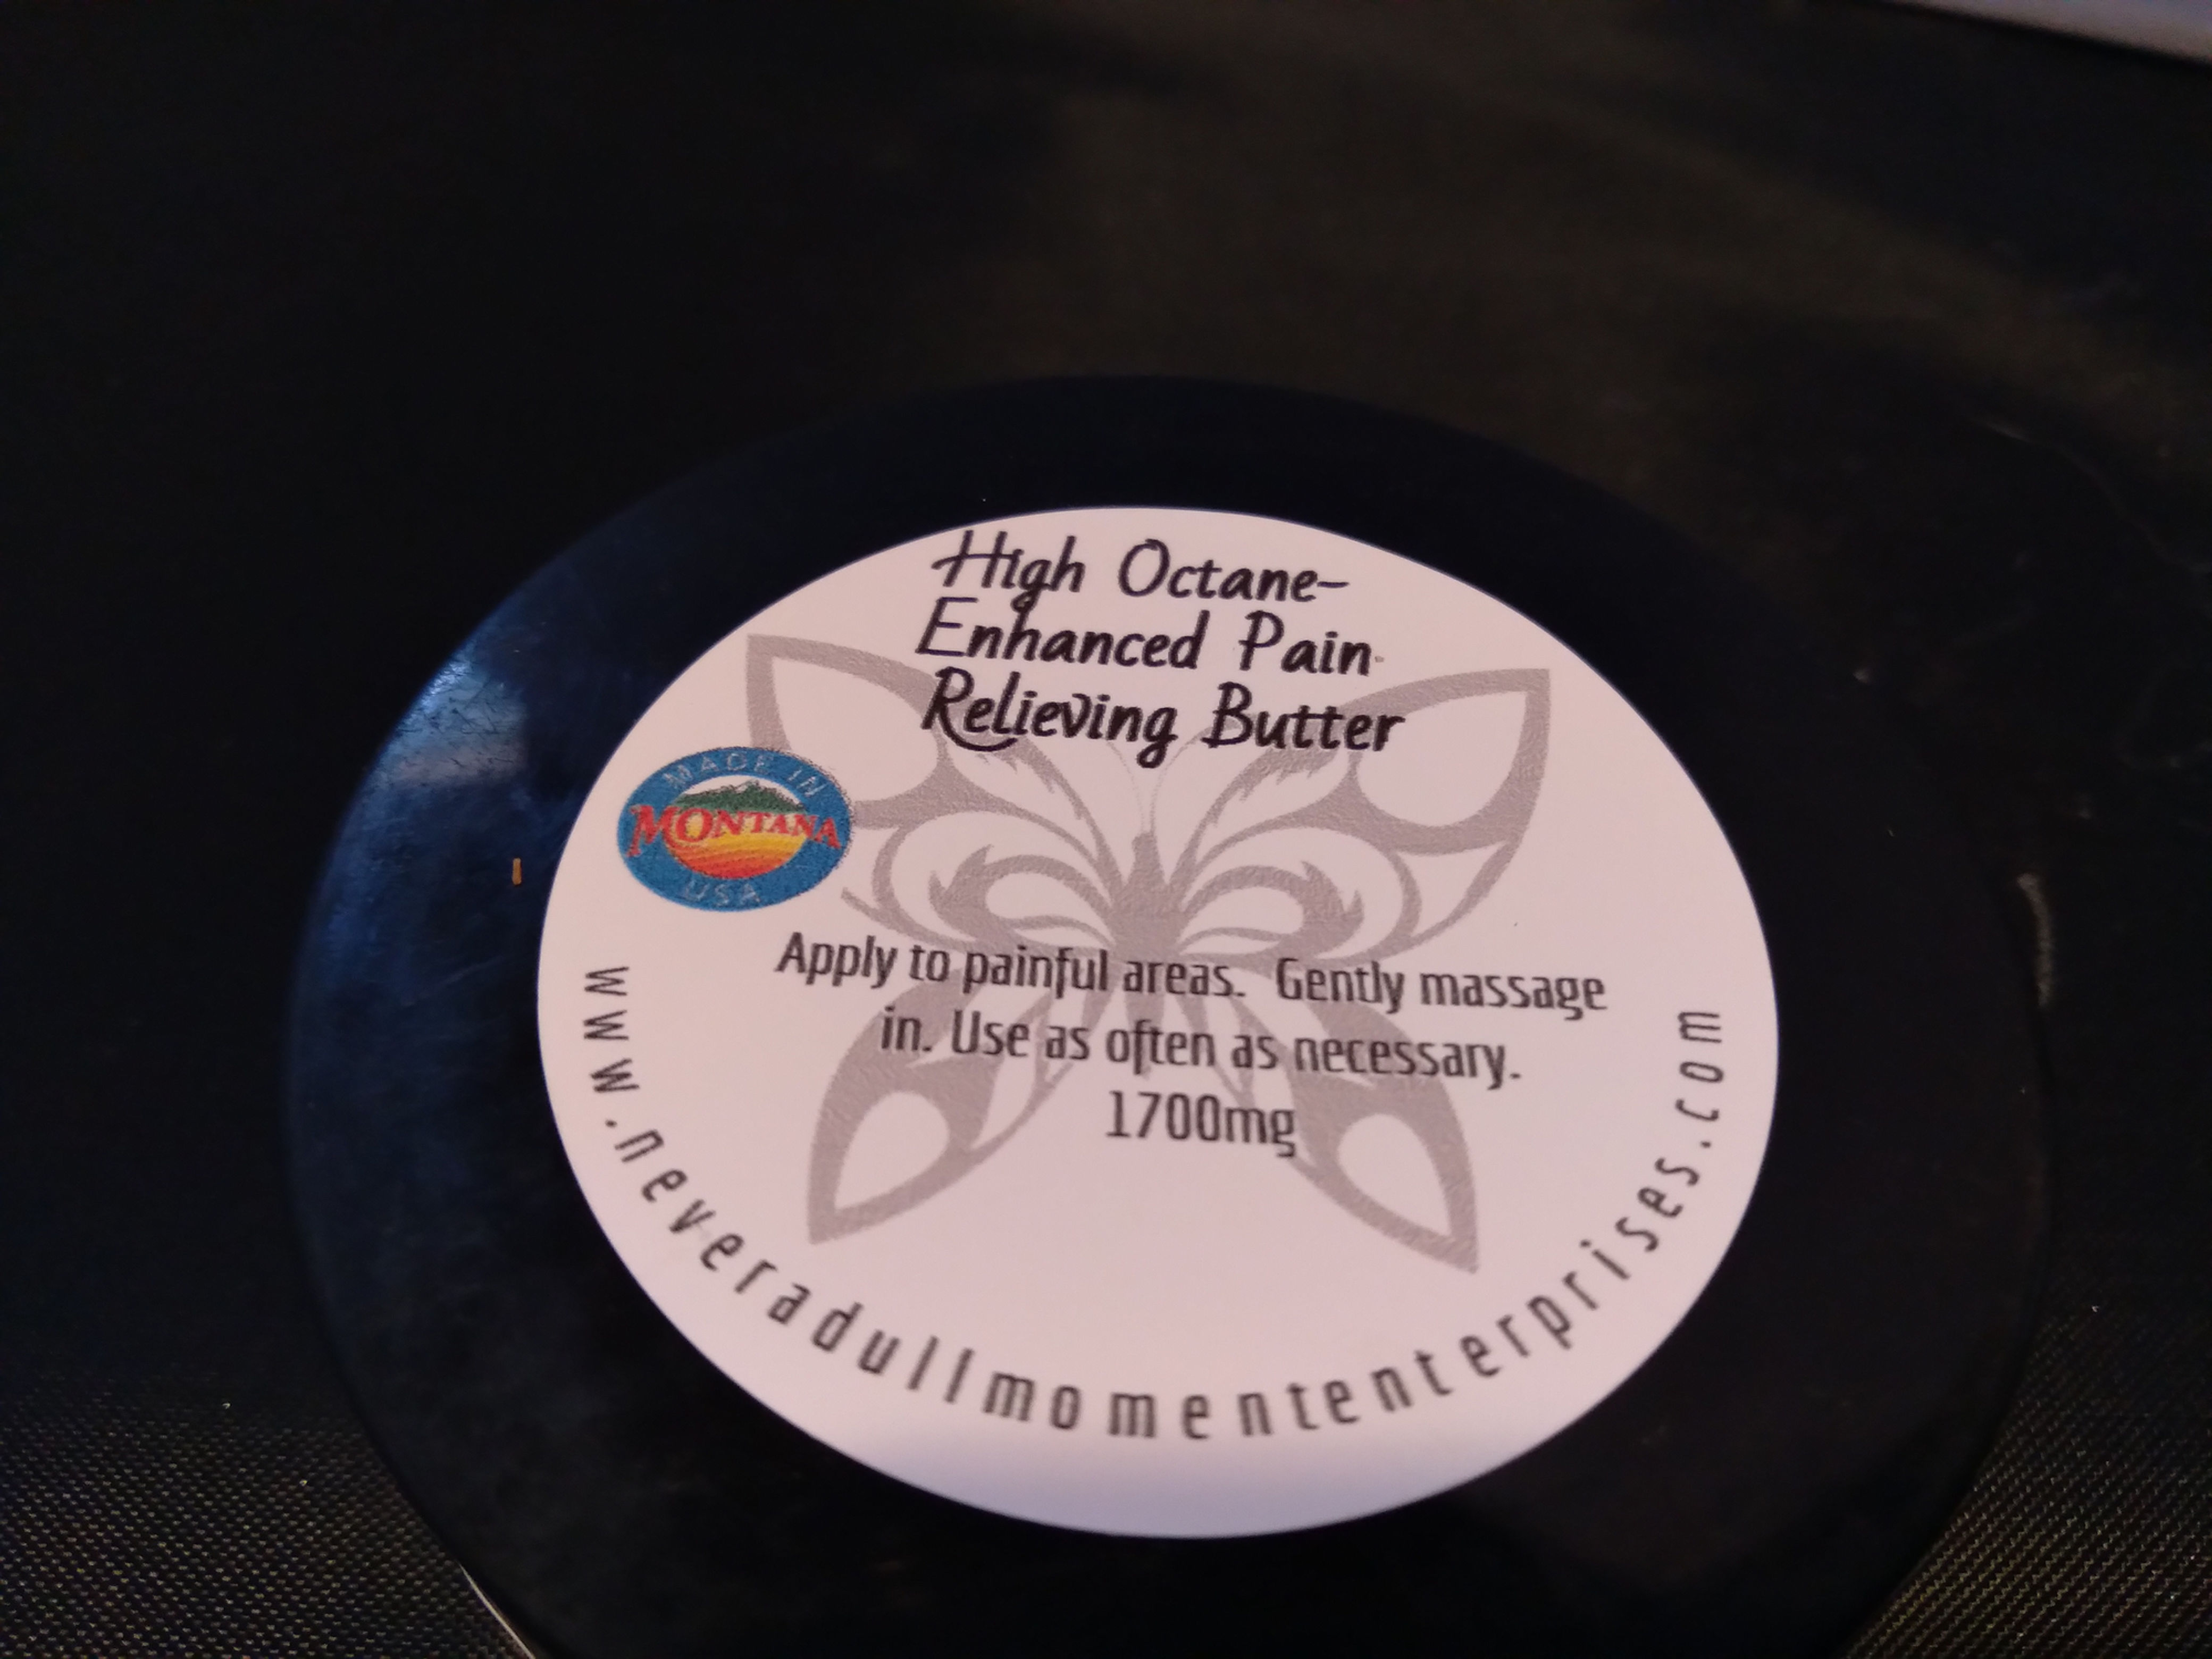 High Octane-
Enhanced Pain
Relieving Butter
MADE IN
MONTANA
USA
Apply to painful areas.  Gently massage
in. Use as often as necessary.
1700mg
www.neveradullmomententerprises.com